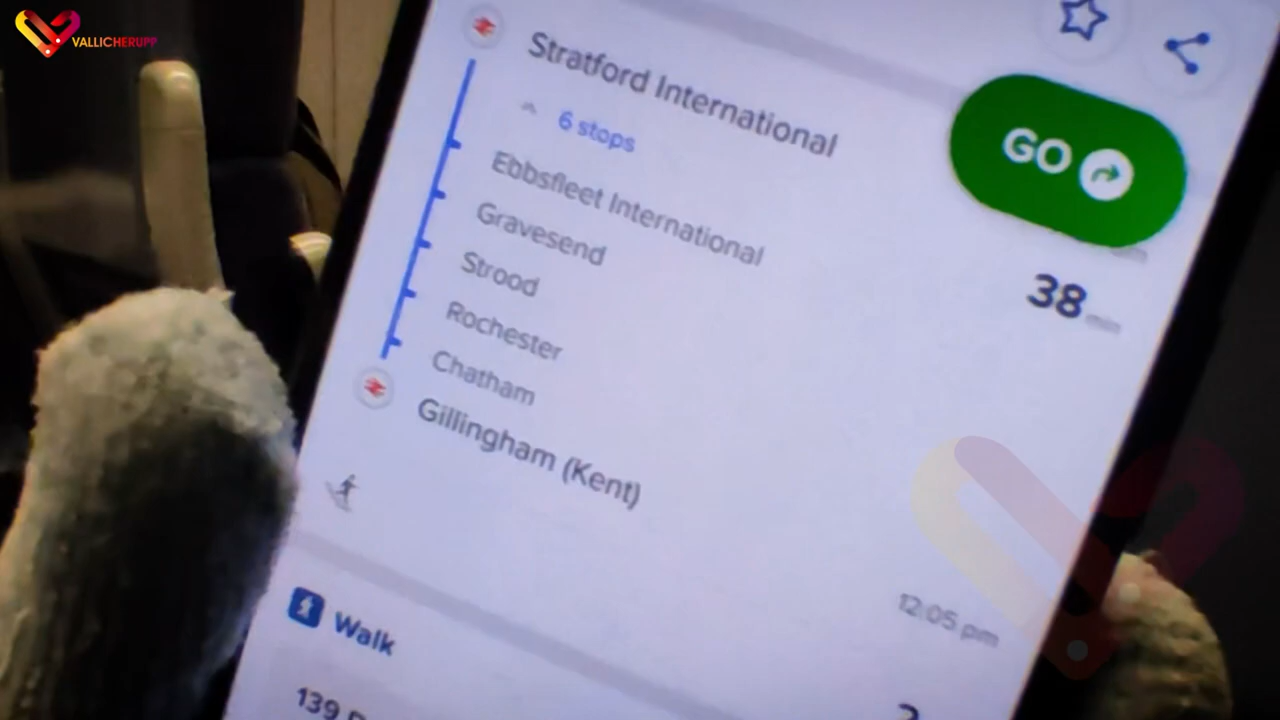 VALLICHERUPP
Stratford International
6 stops
GO
Ebbsfleet International
Gravesend
38
Strood
Rochester
Chatham
Gillingham (Kent)
12:05 pm
Walk
139